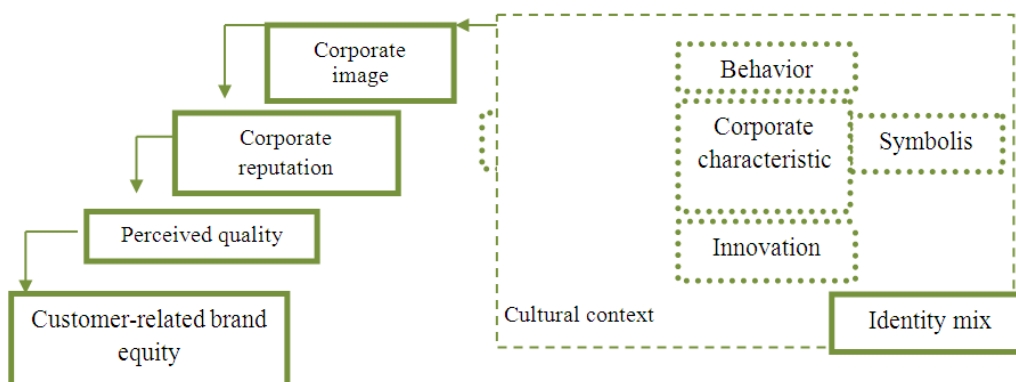 Corporate
image
Corporate
reputation
Perceived quality
Customer-related brand
equity
Behavior
Corporate
characteristic
Symbolis
Innovation
Cultural context
Identity mix